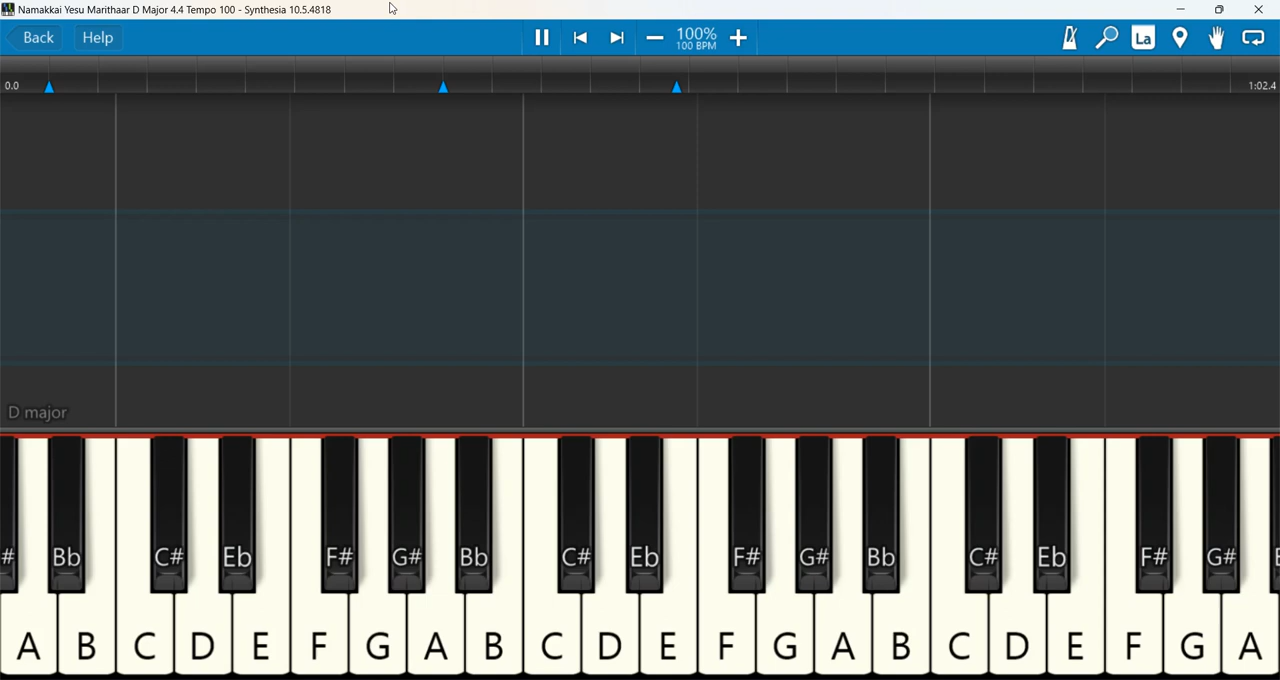 Namakkai Yesu Marithaar D Major 4.4 Tempo 100 - Synthesia 10.5.4818
Back Help 100% La
100 BPM
0.0 1:02.4
D major
# Bb C# Eb F# G# Bb C# Eb F# G# Bb C# Eb F# G#
A B C D E F G A B C D E F G A B C D E F G A